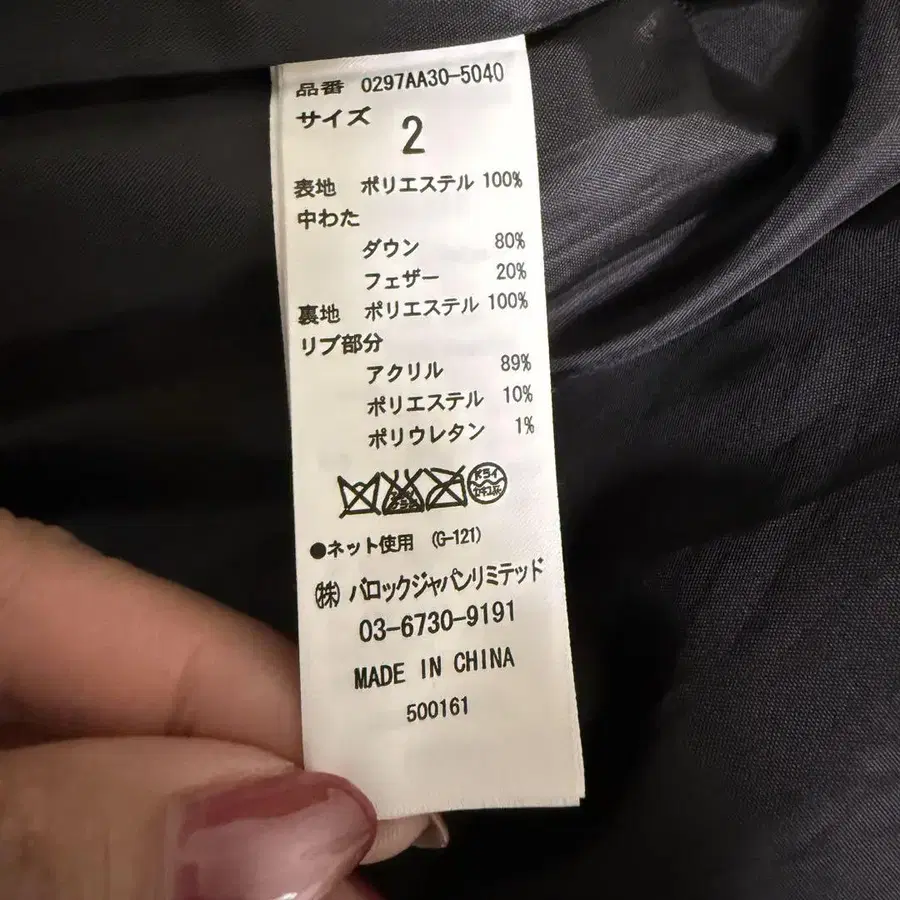 品番 0297AA30-5040
サイズ 2
表地 ポリエステル 100%
中わた
ダウン 80%
フェザー 20%
裏地 ポリエステル 100%
リブ部分
アクリル 89%
ポリエステル 10%
ポリウレタン 1%
ドライ
セキユ系
●ネット使用 (G-121)
㈱ バロックジャパンリミテッド
03-6730-9191
MADE IN CHINA
500161